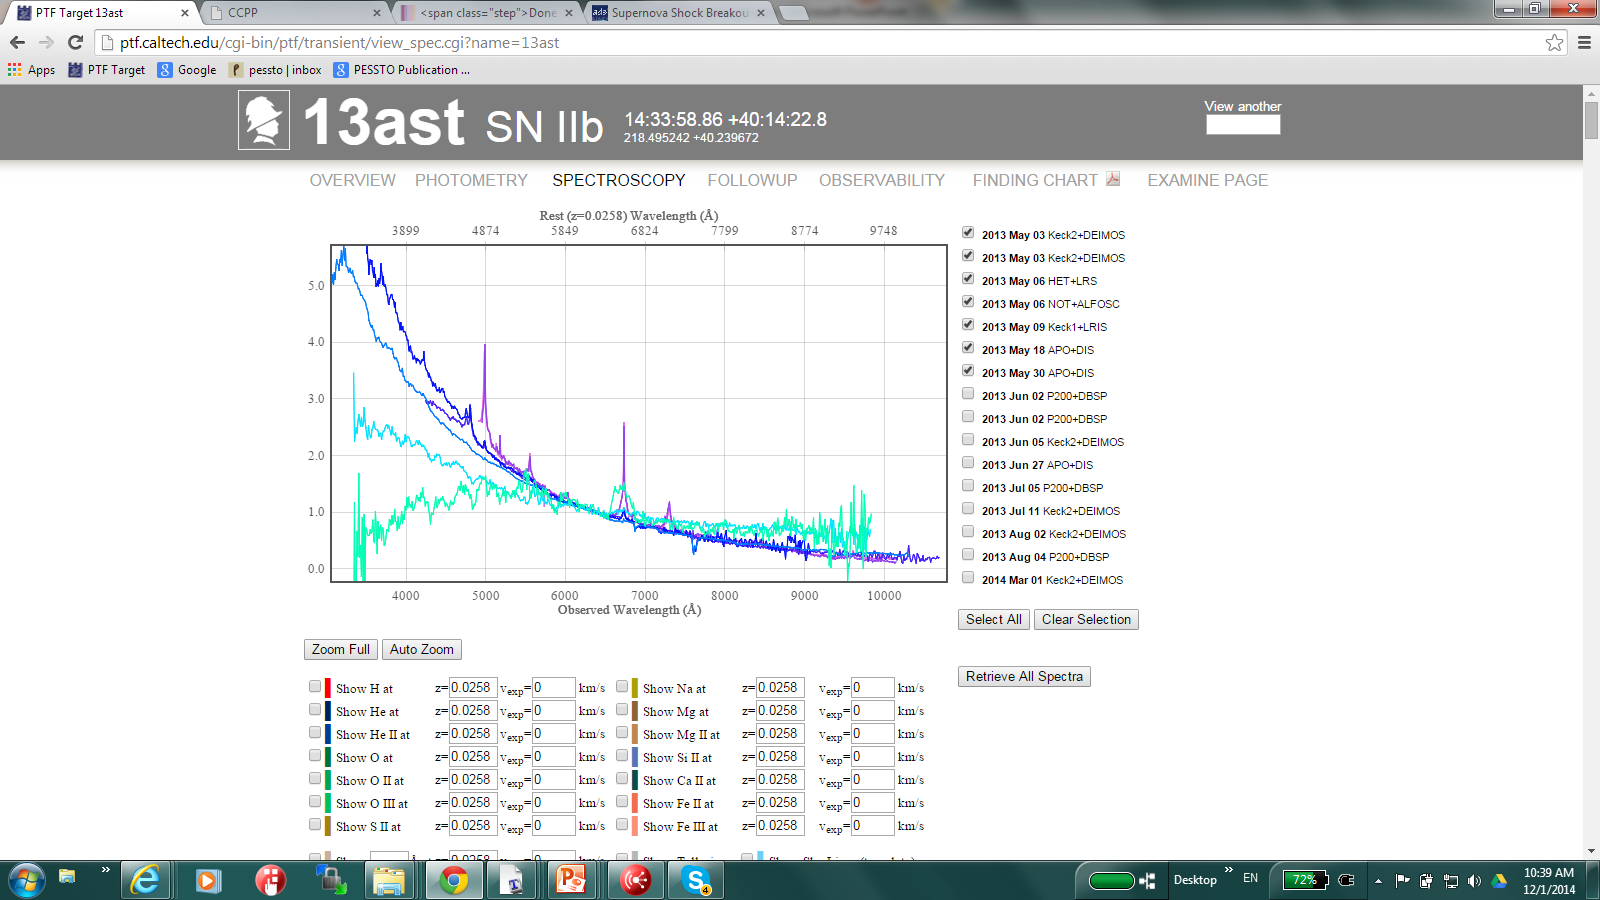 PTF Target 13ast
CCPP
<span class="step">Done
Supernova Shock Breakou
ptf.caltech.edu/cgi-bin/ptf/transient/view_spec.cgi?name=13ast
Apps PTF Target Google pessto | inbox PESSTO Publication ...
13ast SN IIb 14:33:58.86 +40:14:22.8
218.495242 +40.239672
View another
OVERVIEW PHOTOMETRY SPECTROSCOPY FOLLOWUP OBSERVABILITY FINDING CHART EXAMINE PAGE
Rest (z=0.0258) Wavelength (Å)
3899 4874 5849 6824 7799 8774 9748
5.0
4.0
3.0
2.0
1.0
0.0
4000 5000 6000 7000 8000 9000 10000
Observed Wavelength (Å)
2013 May 03 Keck2+DEIMOS
2013 May 03 Keck2+DEIMOS
2013 May 06 HET+LRS
2013 May 06 NOT+ALFOSC
2013 May 09 Keck1+LRIS
2013 May 18 APO+DIS
2013 May 30 APO+DIS
2013 Jun 02 P200+DBSP
2013 Jun 02 P200+DBSP
2013 Jun 05 Keck2+DEIMOS
2013 Jun 27 APO+DIS
2013 Jul 05 P200+DBSP
2013 Jul 11 Keck2+DEIMOS
2013 Aug 02 Keck2+DEIMOS
2013 Aug 04 P200+DBSP
2014 Mar 01 Keck2+DEIMOS
Select All Clear Selection
Retrieve All Spectra
Zoom Full Auto Zoom
Show H at z=0.0258 vexp=0 km/s Show Na at z=0.0258 vexp=0 km/s
Show He at z=0.0258 vexp=0 km/s Show Mg at z=0.0258 vexp=0 km/s
Show He II at z=0.0258 vexp=0 km/s Show Mg II at z=0.0258 vexp=0 km/s
Show O at z=0.0258 vexp=0 km/s Show Si II at z=0.0258 vexp=0 km/s
Show O II at z=0.0258 vexp=0 km/s Show Ca II at z=0.0258 vexp=0 km/s
Show O III at z=0.0258 vexp=0 km/s Show Fe II at z=0.0258 vexp=0 km/s
Show S II at z=0.0258 vexp=0 km/s Show Fe III at z=0.0258 vexp=0 km/s
Desktop EN 72% 10:39 AM
12/1/2014